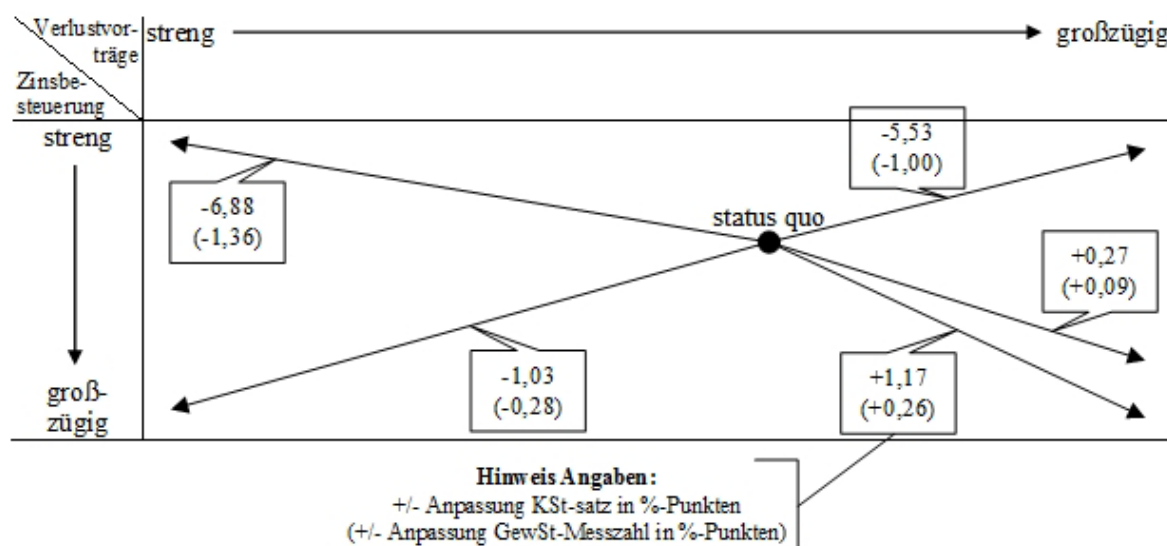 Verlustvor-
träge
streng
großzügig
Zinsbe-
steuerung
streng
-5,53
(-1,00)
-6,88
(-1,36)
status quo
+0,27
(+0,09)
-1,03
(-0,28)
+1,17
(+0,26)
groß-
zügig
Hinweis Angaben:
+/- Anpassung KSt-satz in %-Punkten
(+/- Anpassung GewSt-Messzahl in %-Punkten)